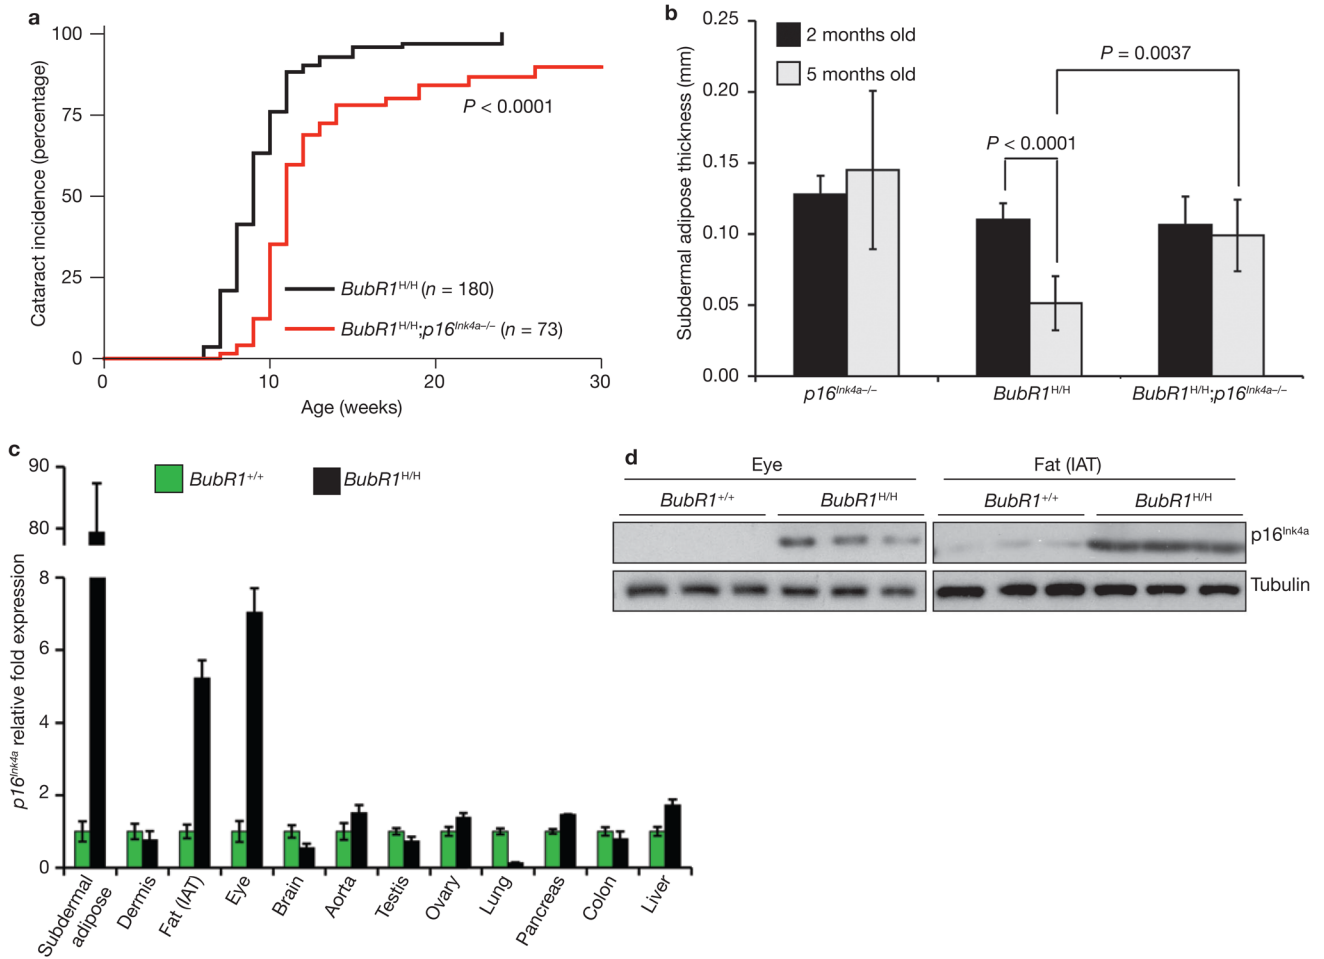 a
100
75
50
25
0
Cataract incidence (percentage)
P < 0.0001
BubR1H/H (n = 180)
BubR1H/H;p16Ink4a–/– (n = 73)
0
10
20
30
Age (weeks)
b
0.25
0.20
0.15
0.10
0.05
0.00
Subdermal adipose thickness (mm)
2 months old
5 months old
P = 0.0037
P < 0.0001
p16Ink4a–/–
BubR1H/H
BubR1H/H;p16Ink4a–/–
c
90
80
8
6
4
2
0
p16Ink4a relative fold expression
BubR1+/+
BubR1H/H
Subdermal
adipose
Dermis
Fat (IAT)
Eye
Brain
Aorta
Testis
Ovary
Lung
Pancreas
Colon
Liver
d
Eye
Fat (IAT)
BubR1+/+
BubR1H/H
BubR1+/+
BubR1H/H
p16Ink4a
Tubulin